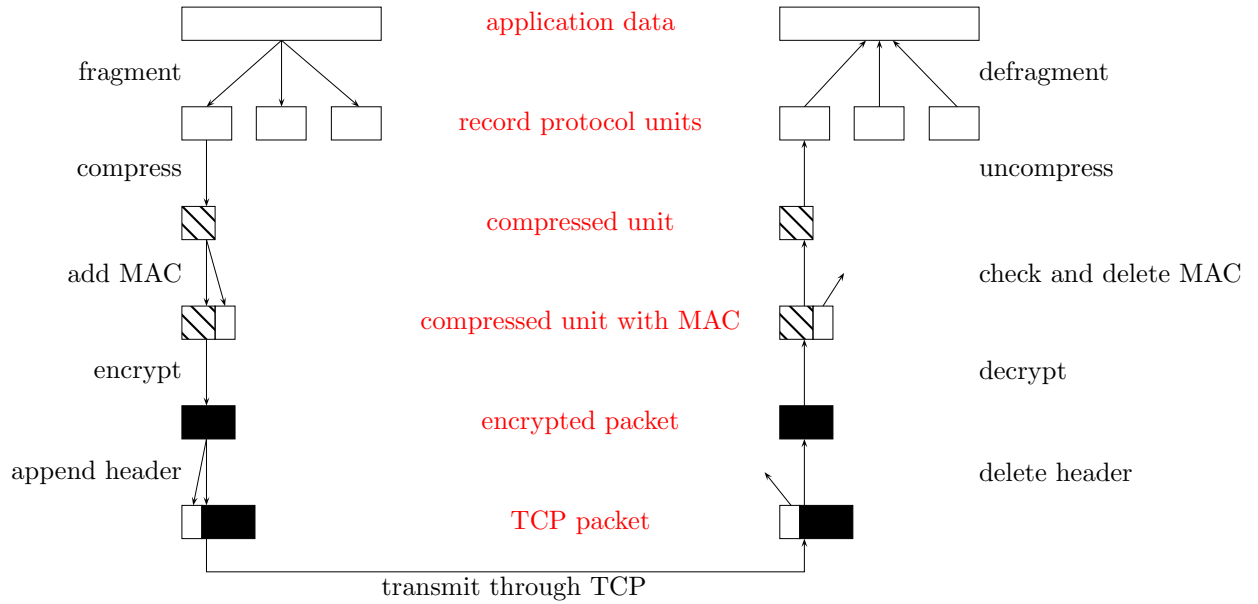 application data
fragment
defragment
record protocol units
compress
uncompress
compressed unit
add MAC
check and delete MAC
compressed unit with MAC
encrypt
decrypt
encrypted packet
append header
delete header
TCP packet
transmit through TCP